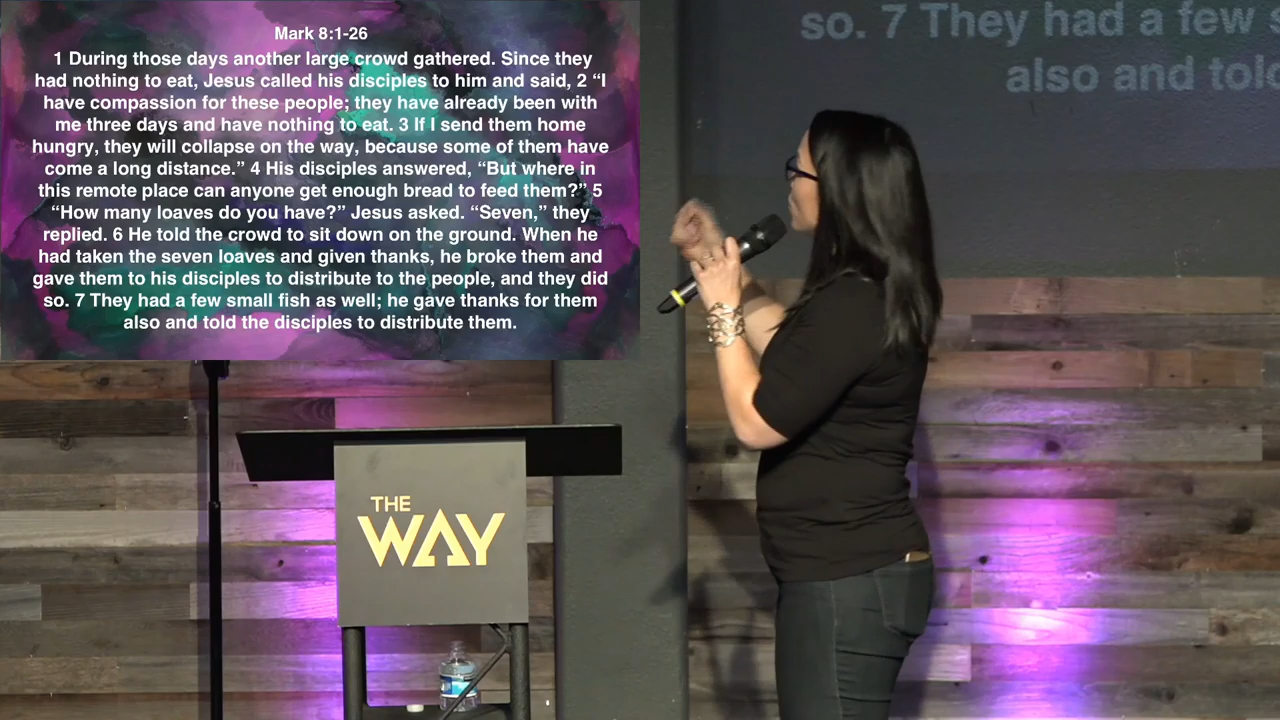 Mark 8:1-26
1 During those days another large crowd gathered. Since they
had nothing to eat, Jesus called his disciples to him and said, 2 “I
have compassion for these people; they have already been with
me three days and have nothing to eat. 3 If I send them home
hungry, they will collapse on the way, because some of them have
come a long distance.” 4 His disciples answered, “But where in
this remote place can anyone get enough bread to feed them?” 5
“How many loaves do you have?” Jesus asked. “Seven,” they
replied. 6 He told the crowd to sit down on the ground. When he
had taken the seven loaves and given thanks, he broke them and
gave them to his disciples to distribute to the people, and they did
so. 7 They had a few small fish as well; he gave thanks for them
also and told the disciples to distribute them.
so. 7 They had a few s
also and told
THE
WAY